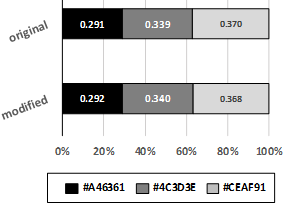 original 0.291 0.339 0.370
modified 0.292 0.340 0.368
0% 20% 40% 60% 80% 100%
#A46361 #4C3D3E #CEAF91